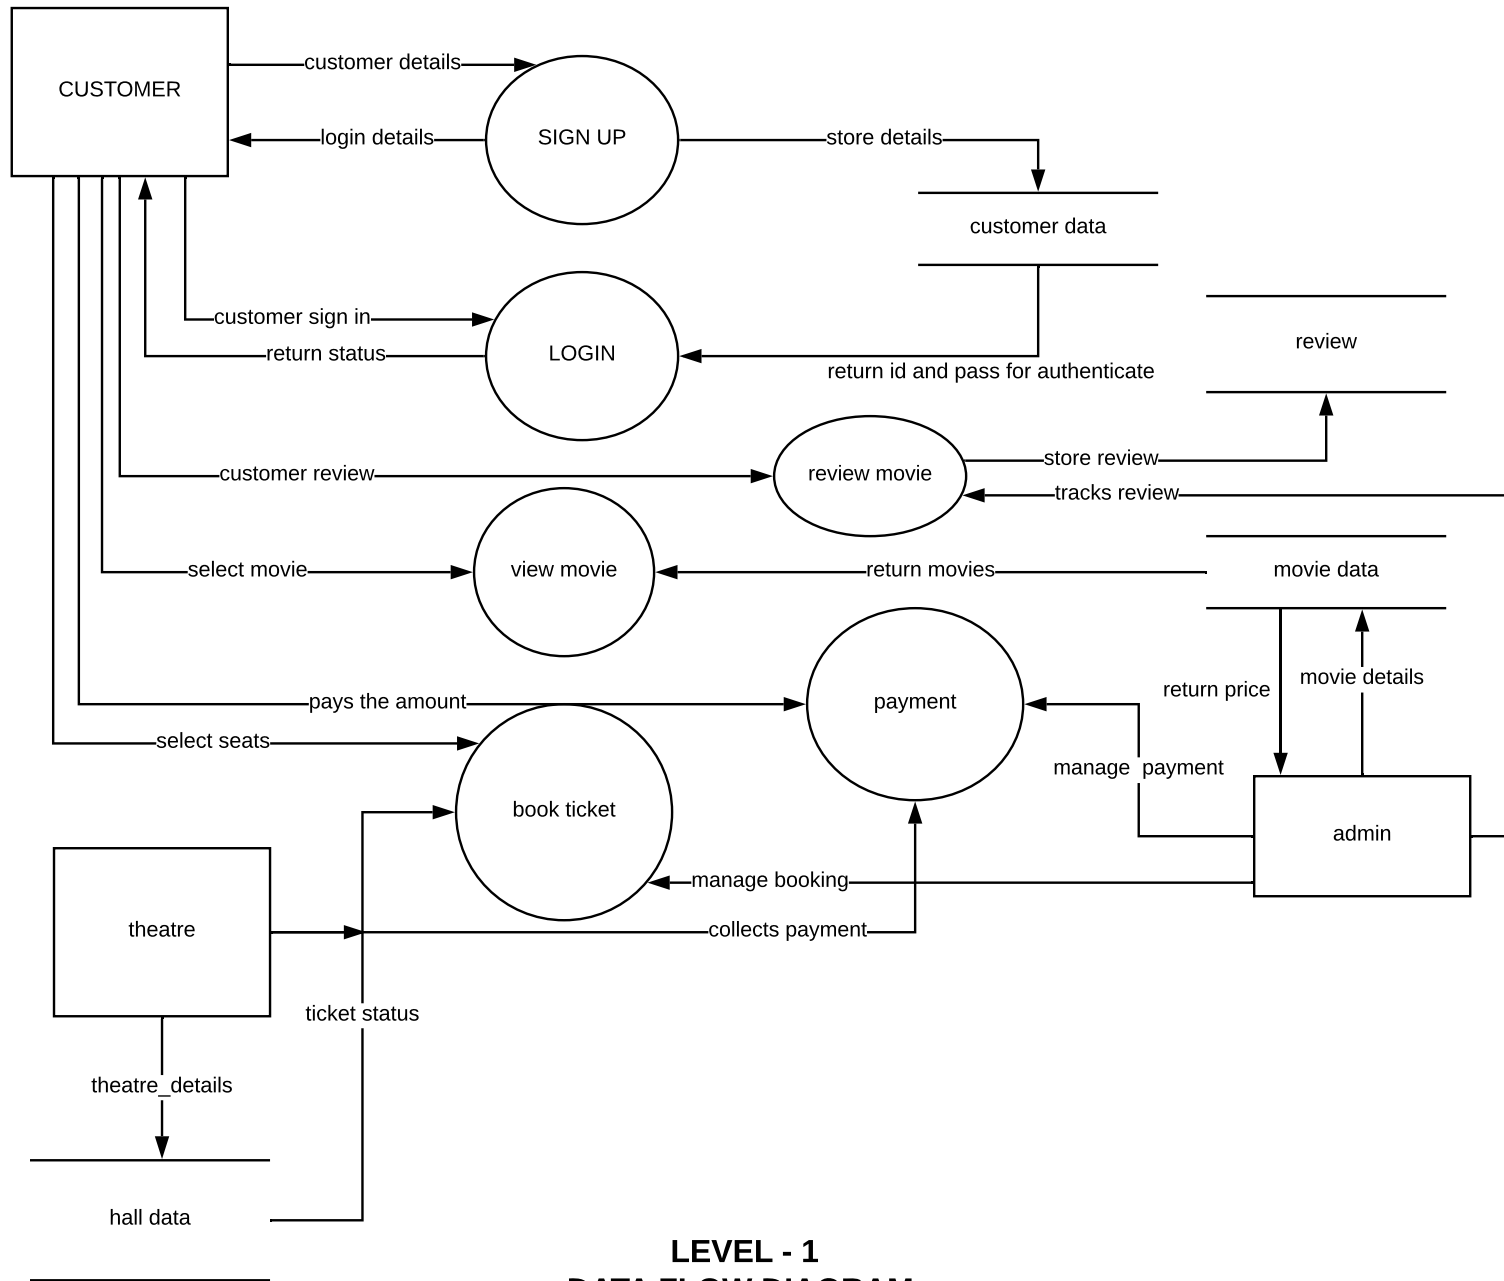 customer details
CUSTOMER
login details
SIGN UP
store details
customer data
customer sign in
return status
LOGIN
return id and pass for authenticate
review
customer review
review movie
store review
tracks review
select movie
view movie
return movies
movie data
pays the amount
payment
return price
movie details
select seats
manage payment
book ticket
admin
manage booking
theatre
collects payment
ticket status
theatre_details
hall data
LEVEL - 1
DATA FLOW DIAGRAM